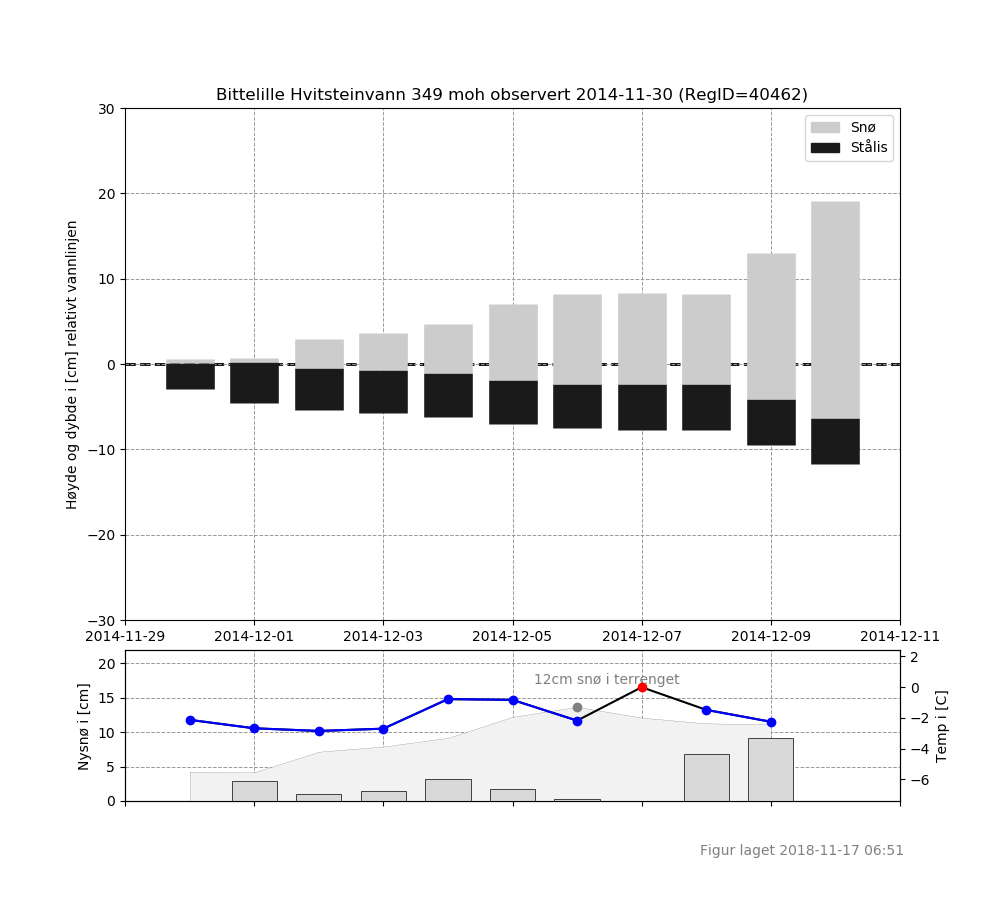 Bittelille Hvitsteinvann 349 moh observert 2014-11-30 (RegID=40462)
Høyde og dybde i [cm] relativt vannlinjen
30
20
10
0
−10
−20
−30
Snø
Stålis
2014-11-29 2014-12-01 2014-12-03 2014-12-05 2014-12-07 2014-12-09 2014-12-11
Nysnø i [cm]
20
15
10
5
0
12cm snø i terrenget
2
0
−2
−4
−6
Temp i [C]
Figur laget 2018-11-17 06:51